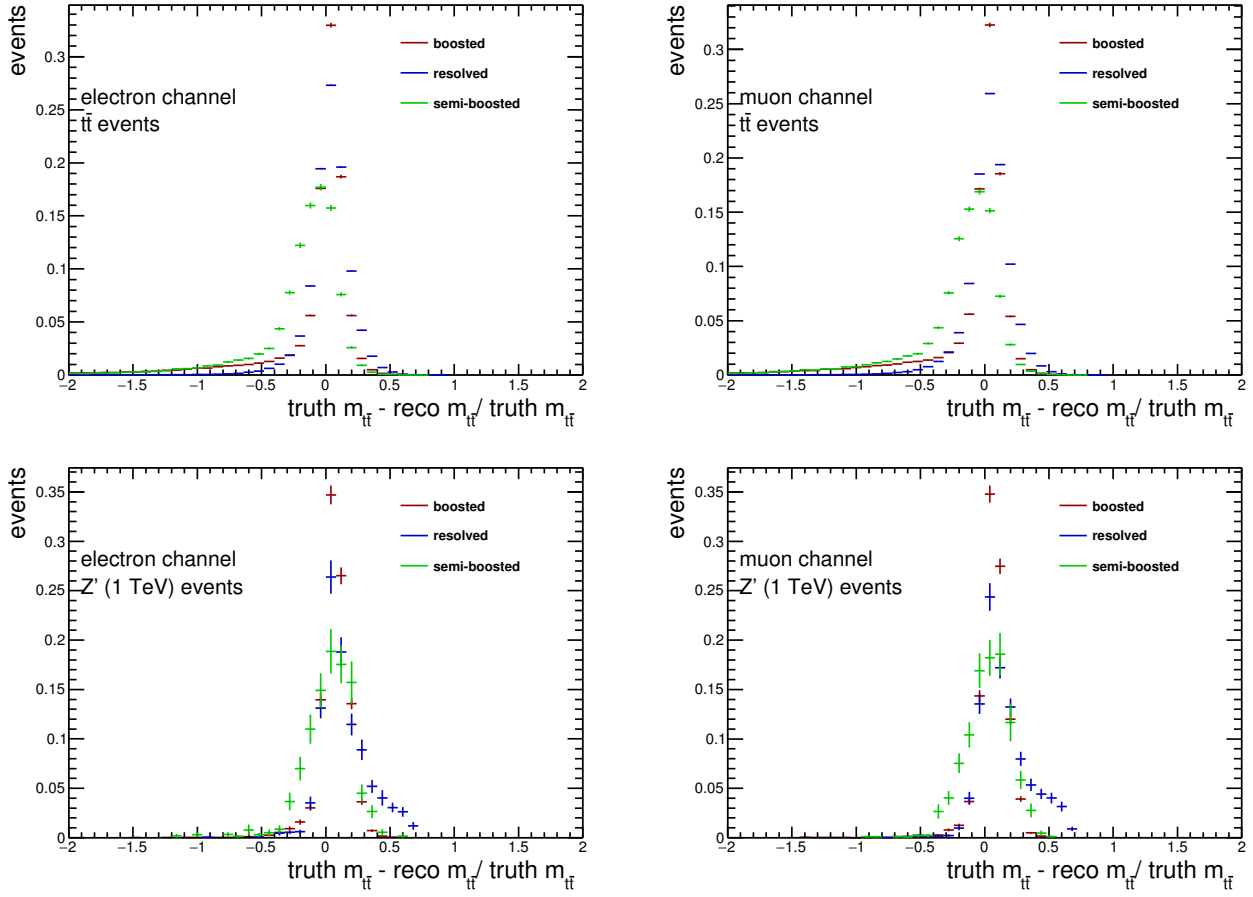 events
0.3
0.25
0.2
0.15
0.1
0.05
0
electron channel
tt̄ events
boosted
resolved
semi-boosted
−2 −1.5 −1 −0.5 0 0.5 1 1.5 2
truth m_tt̄ - reco m_tt̄/ truth m_tt̄
events
0.3
0.25
0.2
0.15
0.1
0.05
0
muon channel
tt̄ events
boosted
resolved
semi-boosted
−2 −1.5 −1 −0.5 0 0.5 1 1.5 2
truth m_tt̄ - reco m_tt̄/ truth m_tt̄
events
0.35
0.3
0.25
0.2
0.15
0.1
0.05
0
electron channel
Z' (1 TeV) events
boosted
resolved
semi-boosted
−2 −1.5 −1 −0.5 0 0.5 1 1.5 2
truth m_tt̄ - reco m_tt̄/ truth m_tt̄
events
0.35
0.3
0.25
0.2
0.15
0.1
0.05
0
muon channel
Z' (1 TeV) events
boosted
resolved
semi-boosted
−2 −1.5 −1 −0.5 0 0.5 1 1.5 2
truth m_tt̄ - reco m_tt̄/ truth m_tt̄